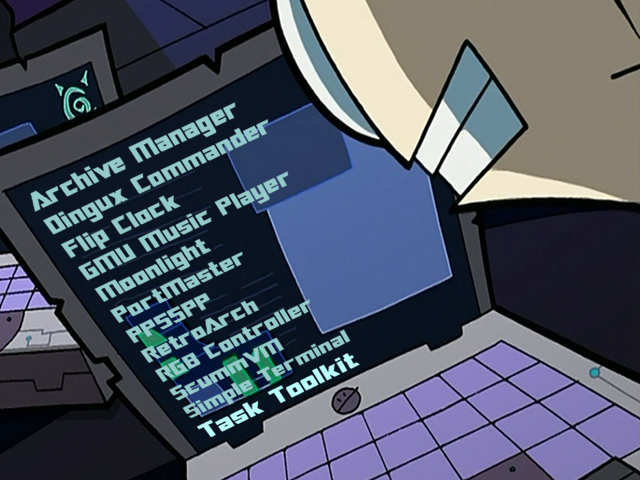 Archive Manager
Dingux Commander
Flip Clock
GMU Music Player
Moonlight
PortMaster
PPSSPP
RetroArch
RGB Controller
ScummVM
Simple Terminal
Task Toolkit